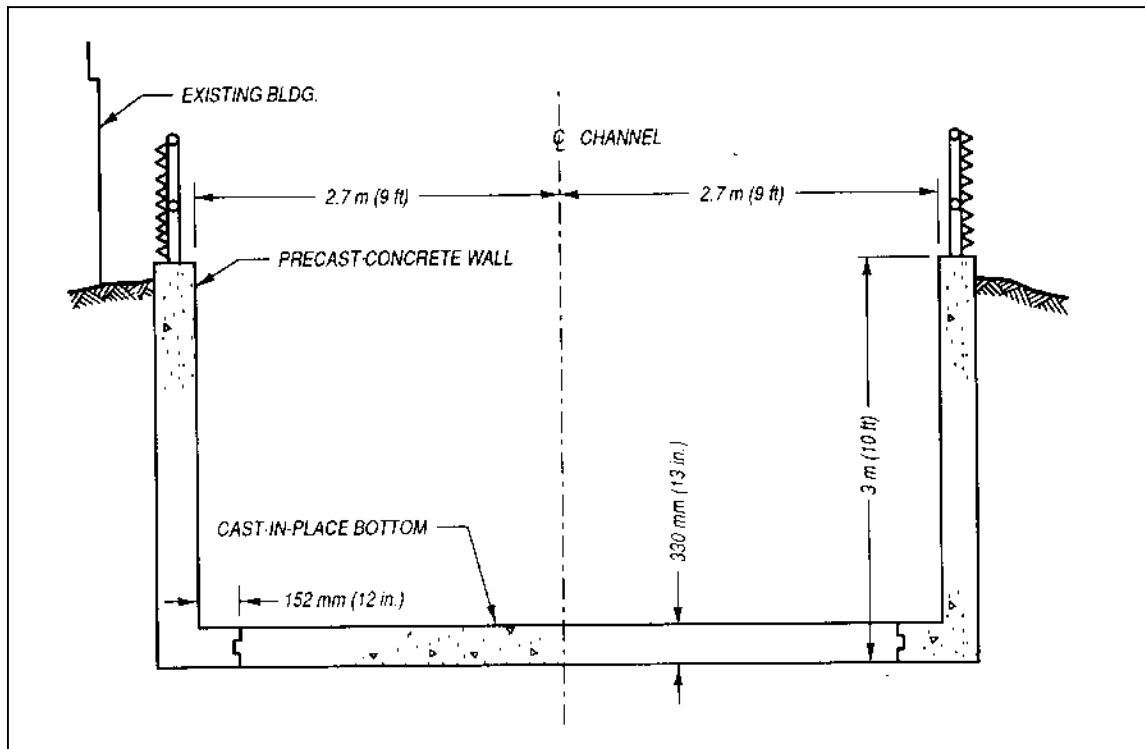 EXISTING BLDG.
℄ CHANNEL
2.7 m (9 ft)
2.7 m (9 ft)
PRECAST-CONCRETE WALL
3 m (10 ft)
330 mm (13 in.)
CAST-IN-PLACE BOTTOM
152 mm (12 in.)